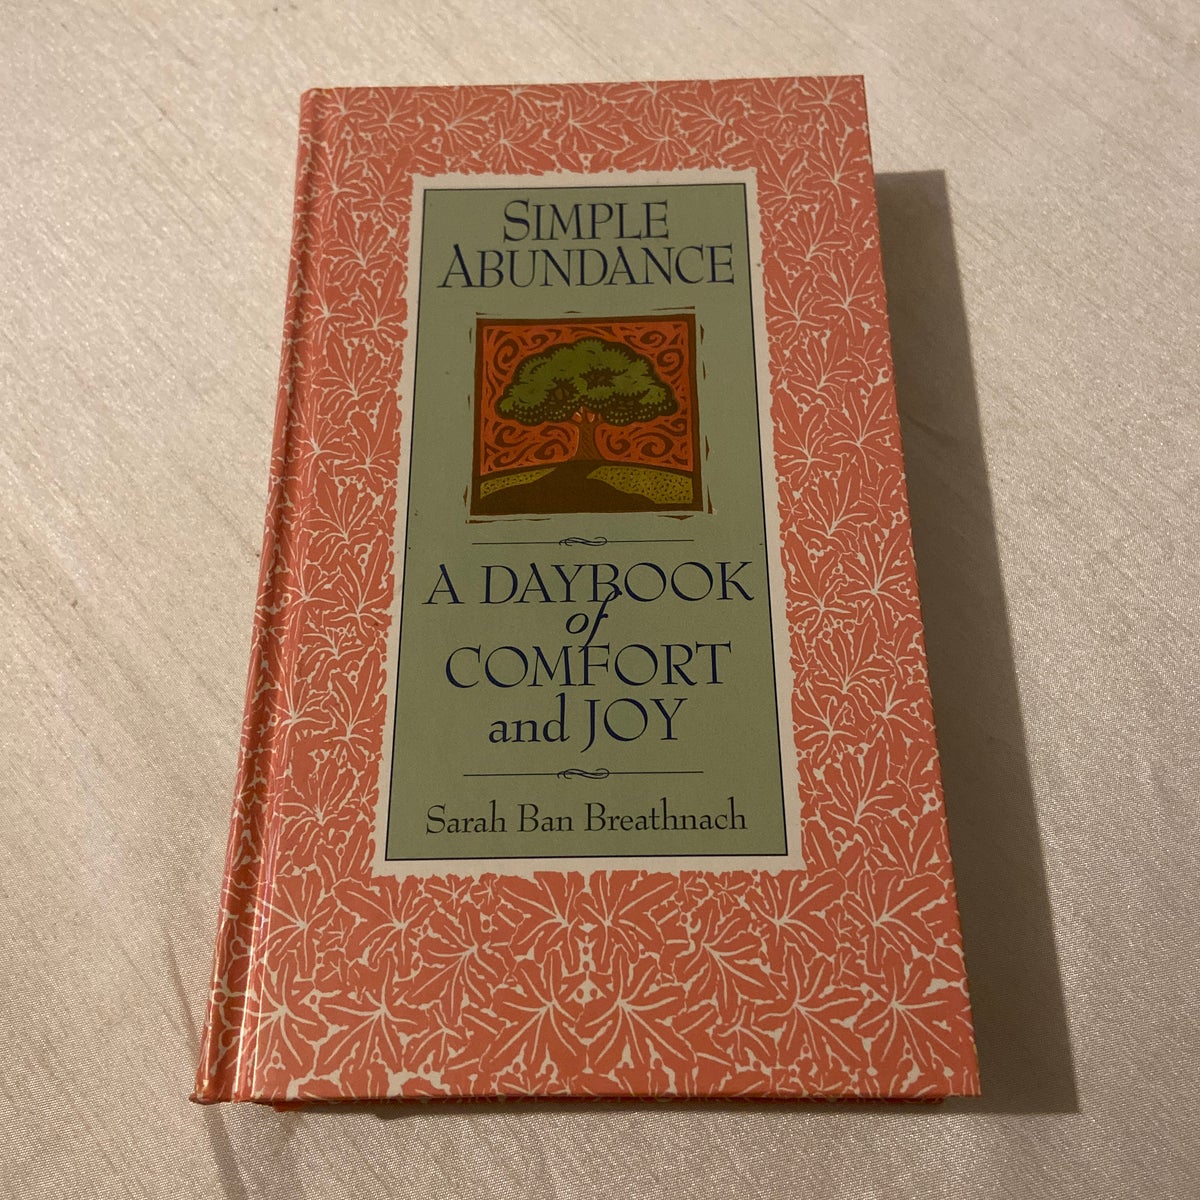 SIMPLE
ABUNDANCE
A DAYBOOK
of
COMFORT
and JOY
Sarah Ban Breathnach